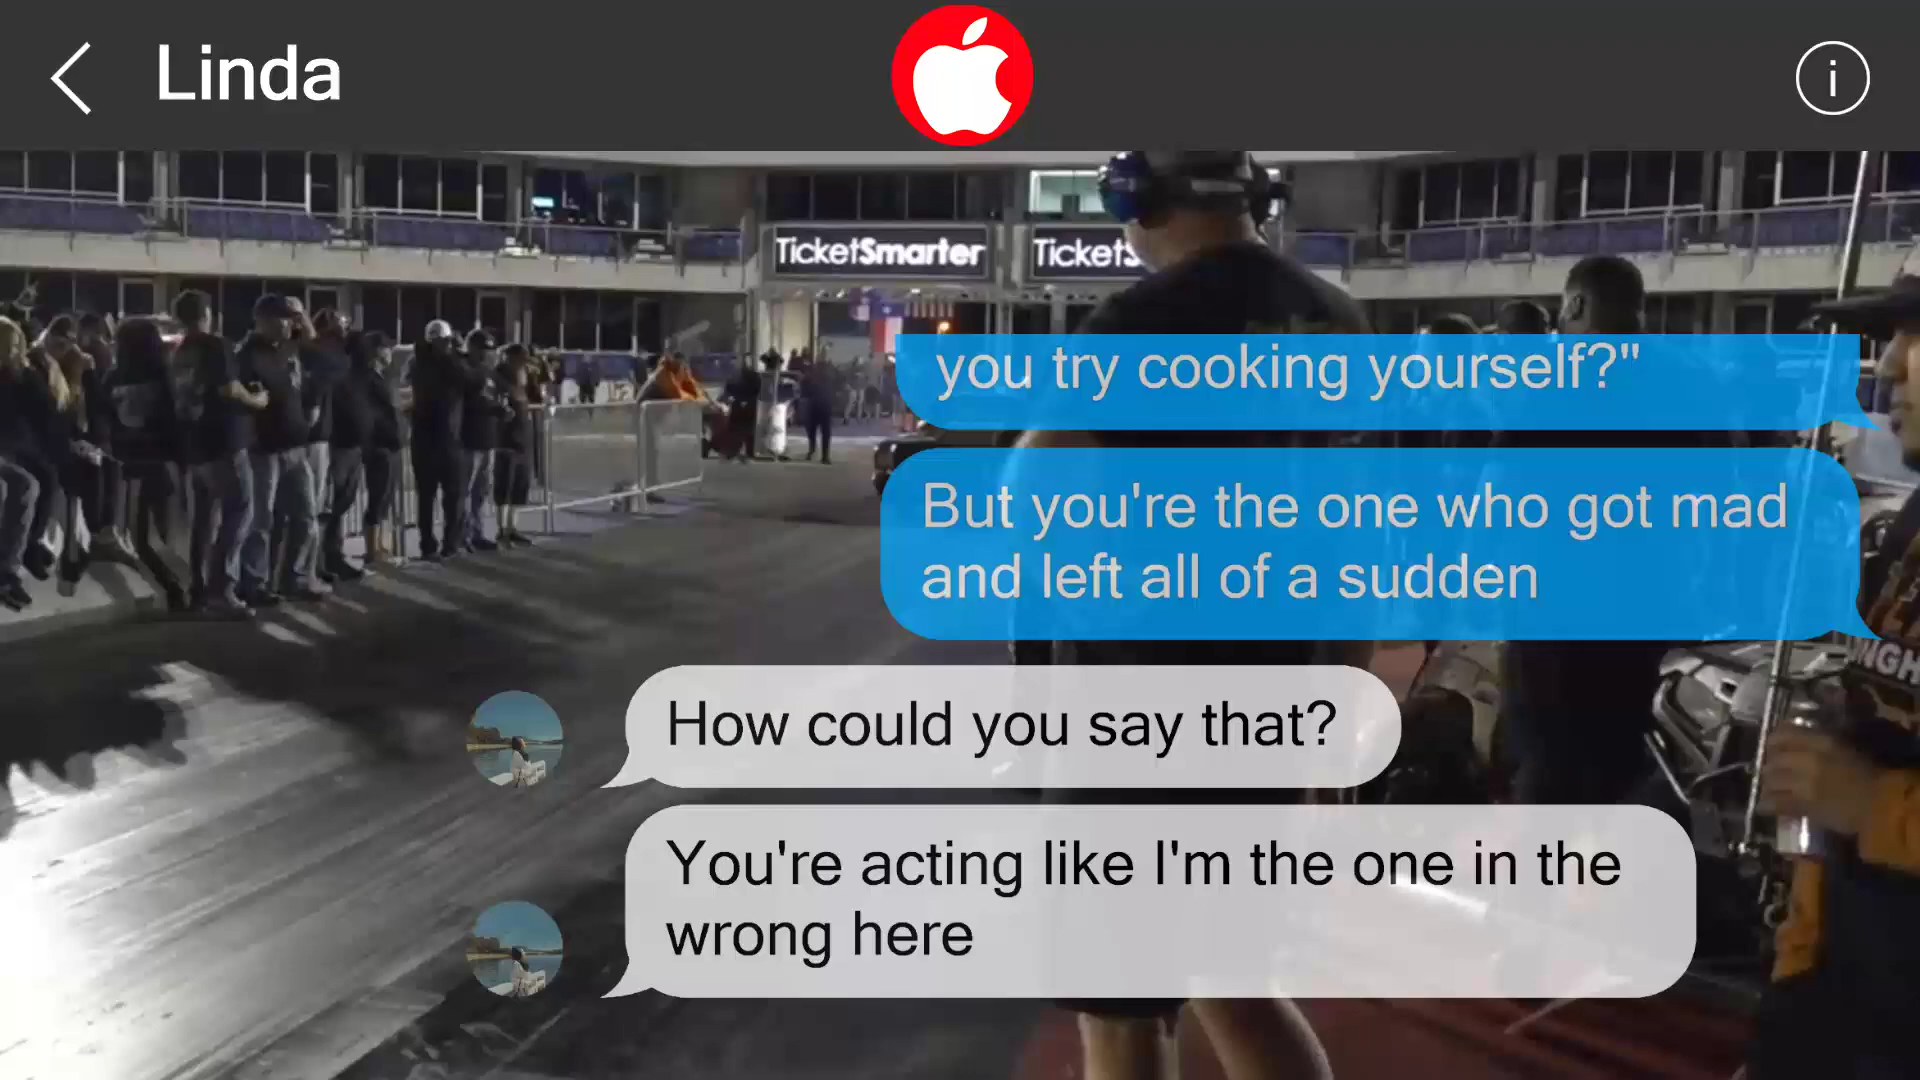 Linda
TicketSmarter
TicketS
you try cooking yourself?"
But you're the one who got mad
and left all of a sudden
How could you say that?
You're acting like I'm the one in the
wrong here